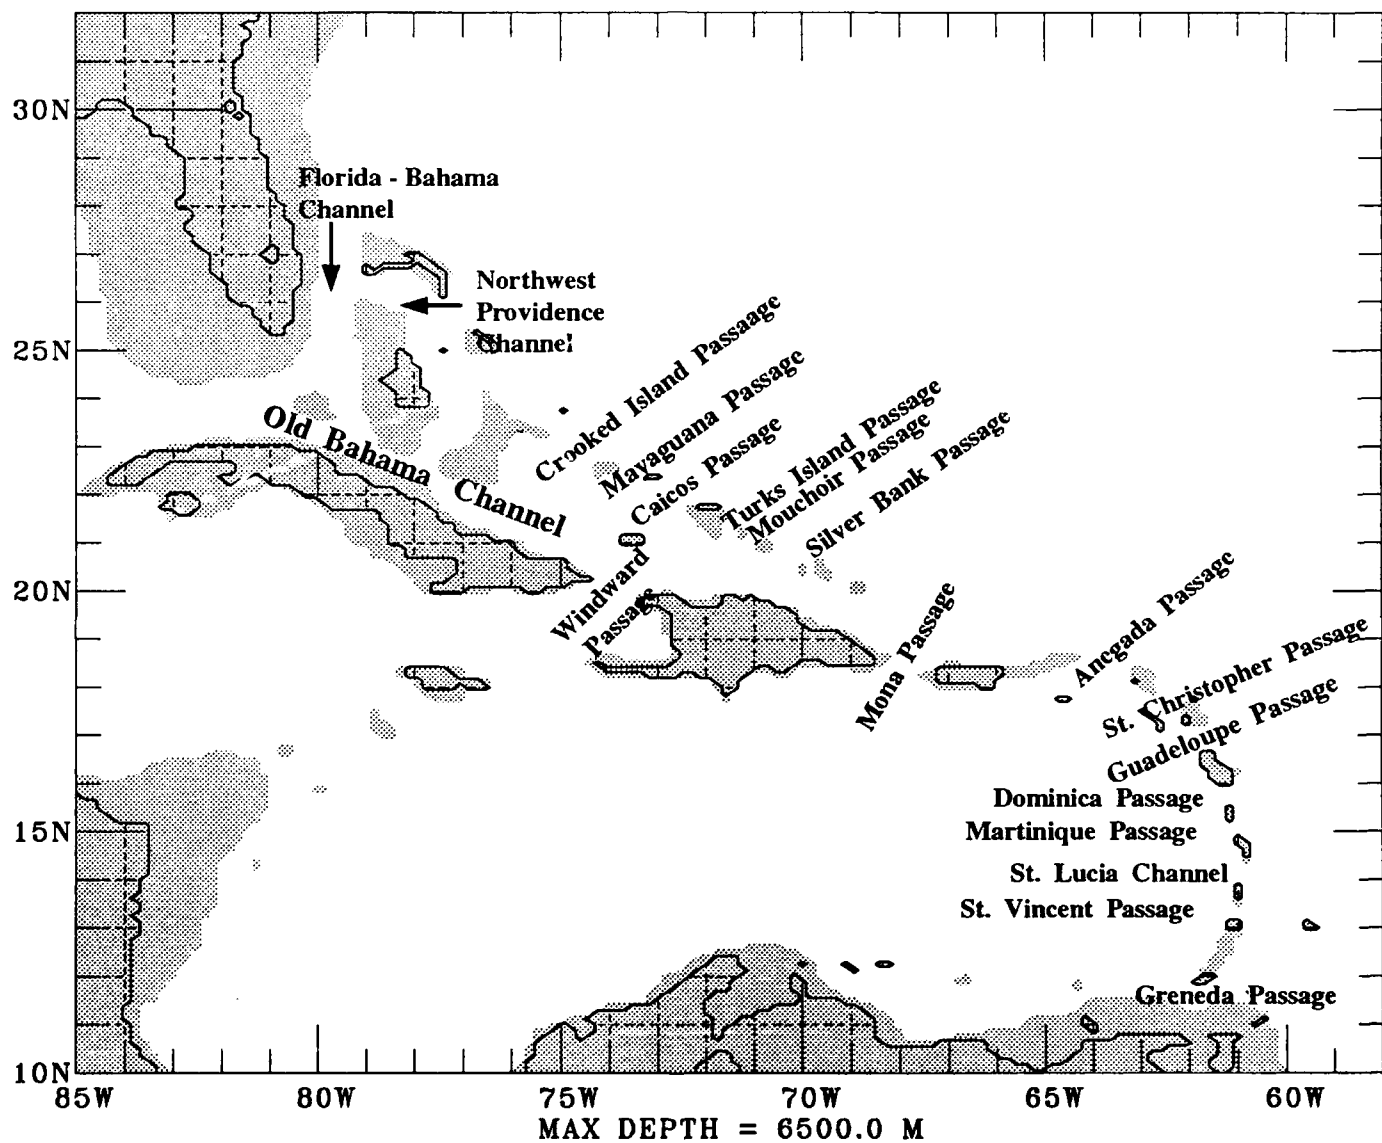 30N
Florida - Bahama
Channel
Northwest
Providence
Channel
25N
Crooked Island Passaage
Mayaguana Passage
Caicos Passage
Turks Island Passage
Mouchoir Passage
Silver Bank Passage
Old Bahama Channel
20N
Windward
Passage
Mona Passage
Anegada Passage
St. Christopher Passage
Guadeloupe Passage
Dominica Passage
15N
Martinique Passage
St. Lucia Channel
St. Vincent Passage
Greneda Passage
10N
85W 80W 75W 70W 65W 60W
MAX DEPTH = 6500.0 M